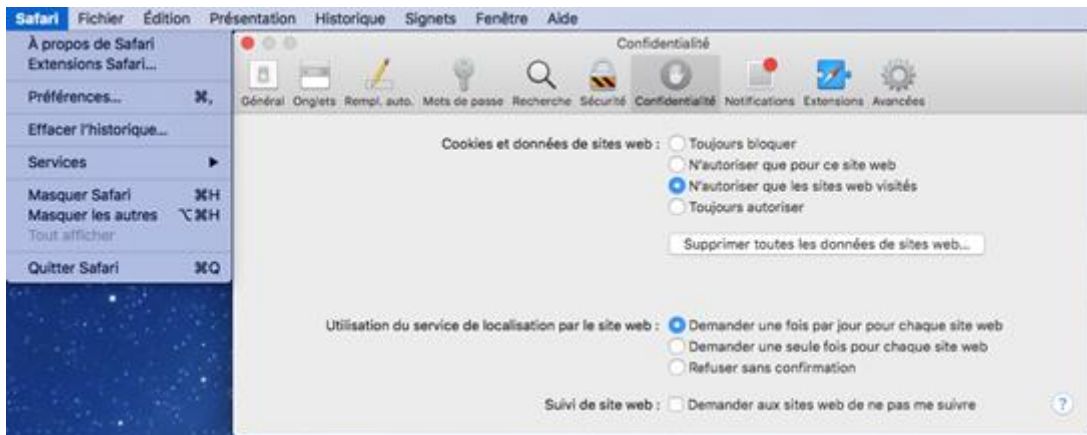 Safari Fichier Édition Présentation Historique Signets Fenêtre Aide
À propos de Safari
Extensions Safari...
Préférences... ⌘,
Effacer l'historique...
Services ▶
Masquer Safari ⌘H
Masquer les autres ⌥⌘H
Tout afficher
Quitter Safari ⌘Q
Confidentialité
Général Onglets Rempl. auto. Mots de passe Recherche Sécurité Confidentialité Notifications Extensions Avancées
Cookies et données de sites web : Toujours bloquer
N'autoriser que pour ce site web
N'autoriser que les sites web visités
Toujours autoriser
Supprimer toutes les données de sites web...
Utilisation du service de localisation par le site web : Demander une fois par jour pour chaque site web
Demander une seule fois pour chaque site web
Refuser sans confirmation
Suivi de site web : Demander aux sites web de ne pas me suivre
?